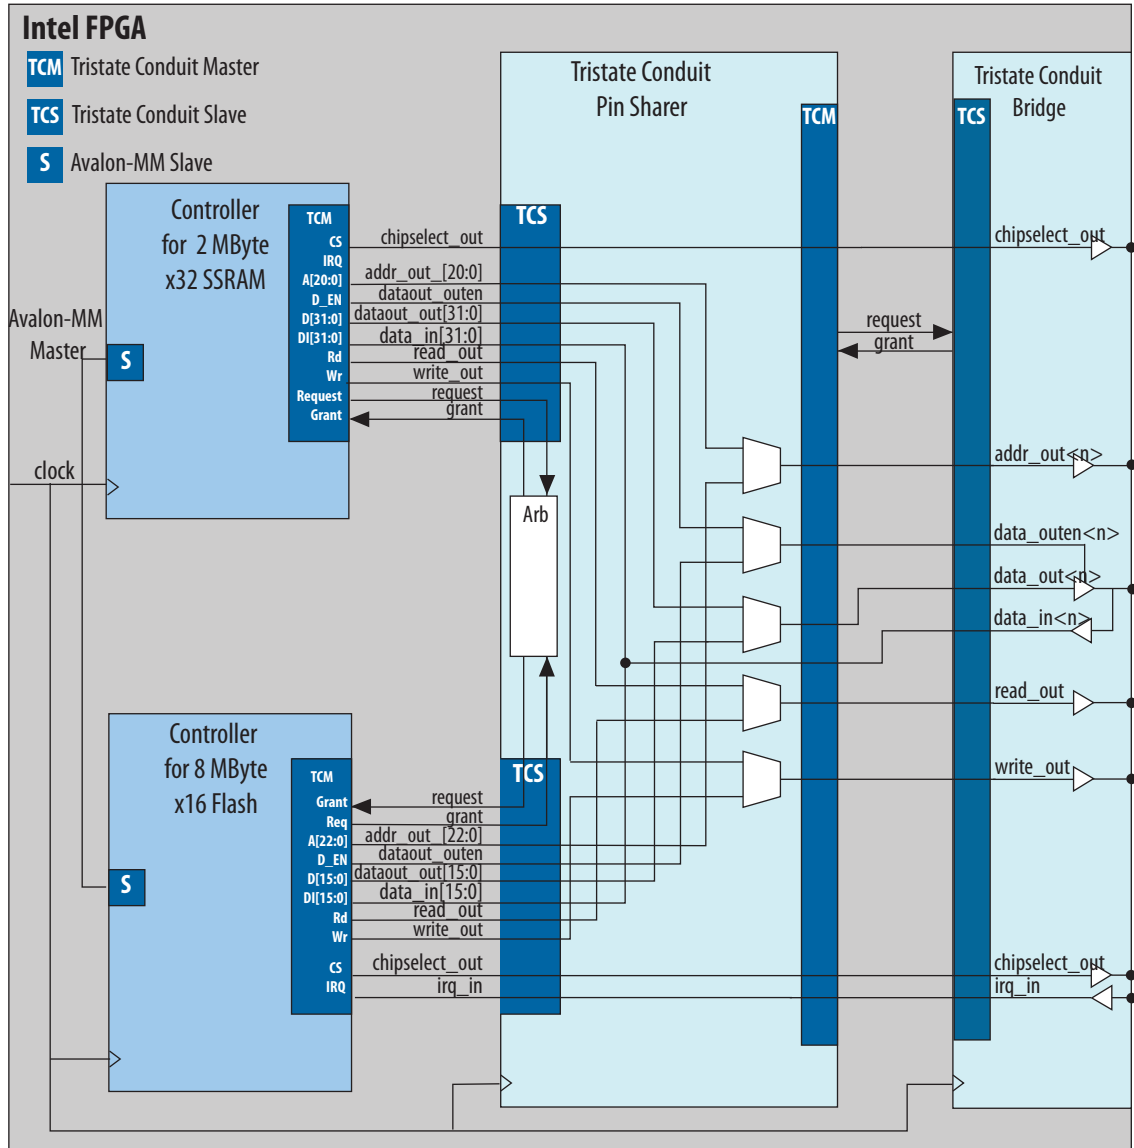 Intel FPGA
TCM Tristate Conduit Master
TCS Tristate Conduit Slave
S Avalon-MM Slave
Controller
for 2 MByte
x32 SSRAM
Avalon-MM
Master
S
clock
TCM
CS
IRQ
A[20:0]
D_EN
D[31:0]
DI[31:0]
Rd
Wr
Request
Grant
chipselect_out
addr_out_[20:0]
dataout_outen
dataout_out[31:0]
data_in[31:0]
read_out
write_out
request
grant
Tristate Conduit
Pin Sharer
TCS
Arb
TCS
TCM
request
grant
Tristate Conduit
Bridge
TCS
chipselect_out
addr_out<n>
data_outen<n>
data_out<n>
data_in<n>
read_out
write_out
chipselect_out
irq_in
Controller
for 8 MByte
x16 Flash
S
TCM
Grant
Req
A[22:0]
D_EN
D[15:0]
DI[15:0]
Rd
Wr
CS
IRQ
request
grant
addr_out_[22:0]
dataout_outen
dataout_out[15:0]
data_in[15:0]
read_out
write_out
chipselect_out
irq_in